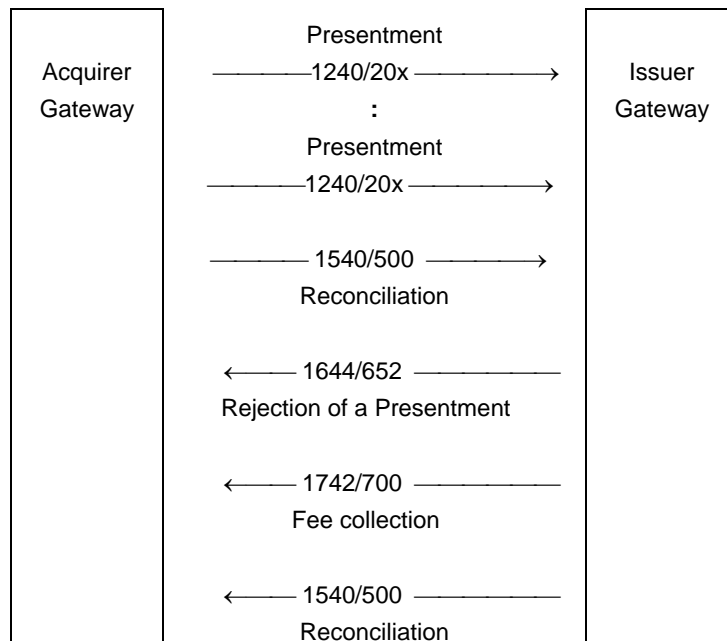 Presentment
Acquirer
Gateway
1240/20x
Issuer
Gateway
:
Presentment
1240/20x
1540/500
Reconciliation
1644/652
Rejection of a Presentment
1742/700
Fee collection
1540/500
Reconciliation